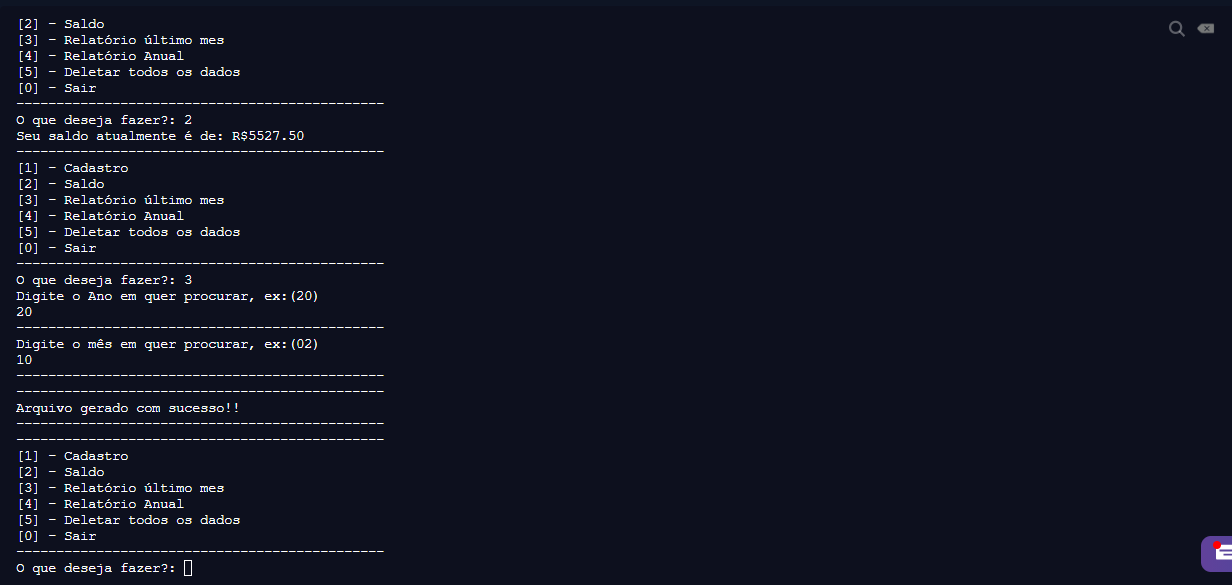 [2] - Saldo
[3] - Relatório último mes
[4] - Relatório Anual
[5] - Deletar todos os dados
[0] - Sair
----------------------------------------------
O que deseja fazer?: 2
Seu saldo atualmente é de: R$5527.50
----------------------------------------------
[1] - Cadastro
[2] - Saldo
[3] - Relatório último mes
[4] - Relatório Anual
[5] - Deletar todos os dados
[0] - Sair
----------------------------------------------
O que deseja fazer?: 3
Digite o Ano em quer procurar, ex:(20)
20
----------------------------------------------
Digite o mês em quer procurar, ex:(02)
10
----------------------------------------------
----------------------------------------------
Arquivo gerado com sucesso!!
----------------------------------------------
----------------------------------------------
[1] - Cadastro
[2] - Saldo
[3] - Relatório último mes
[4] - Relatório Anual
[5] - Deletar todos os dados
[0] - Sair
----------------------------------------------
O que deseja fazer?: